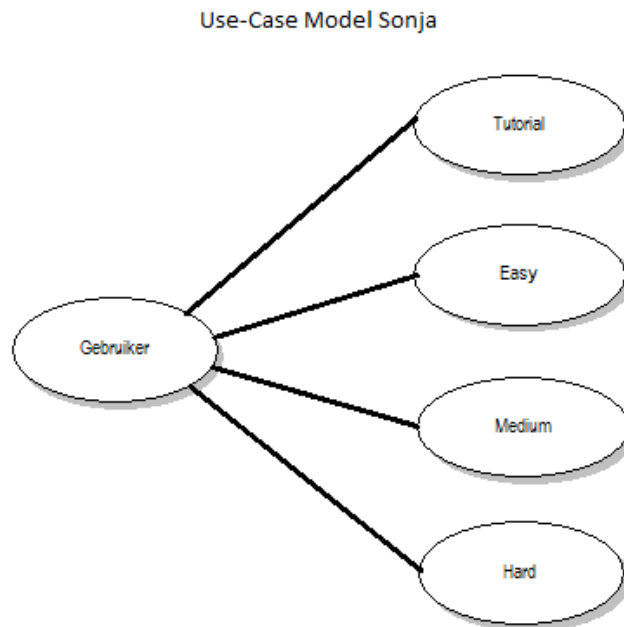 Use-Case Model Sonja
Tutorial
Easy
Gebruiker
Medium
Hard